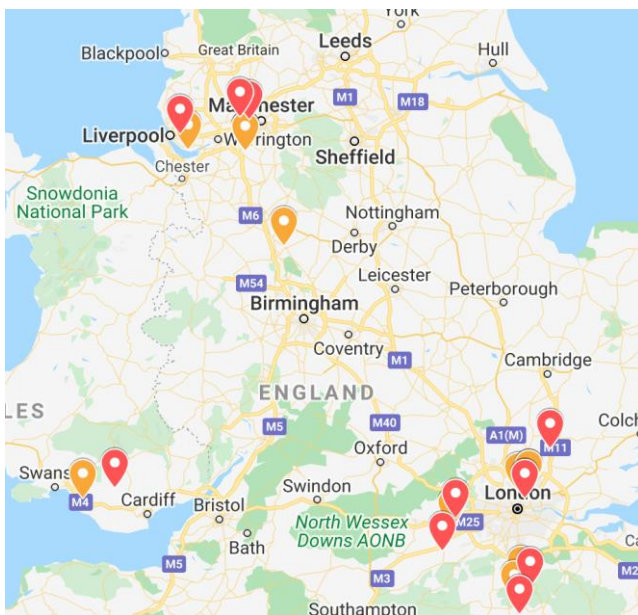 York
Blackpool
Great Britain
Leeds
Hull
M1
M18
Liverpool
Warrington
Sheffield
Chester
Snowdonia
National Park
M6
Nottingham
Derby
M54
Leicester
Peterborough
Birmingham
Coventry
M1
Cambridge
ENGLAND
LES
M5
M40
A1(M)
M11
Colch
Oxford
Swans
M4
Cardiff
Bristol
Swindon
London
North Wessex
Downs AONB
M25
Bath
M5
M3
Ca
M2
Southampton